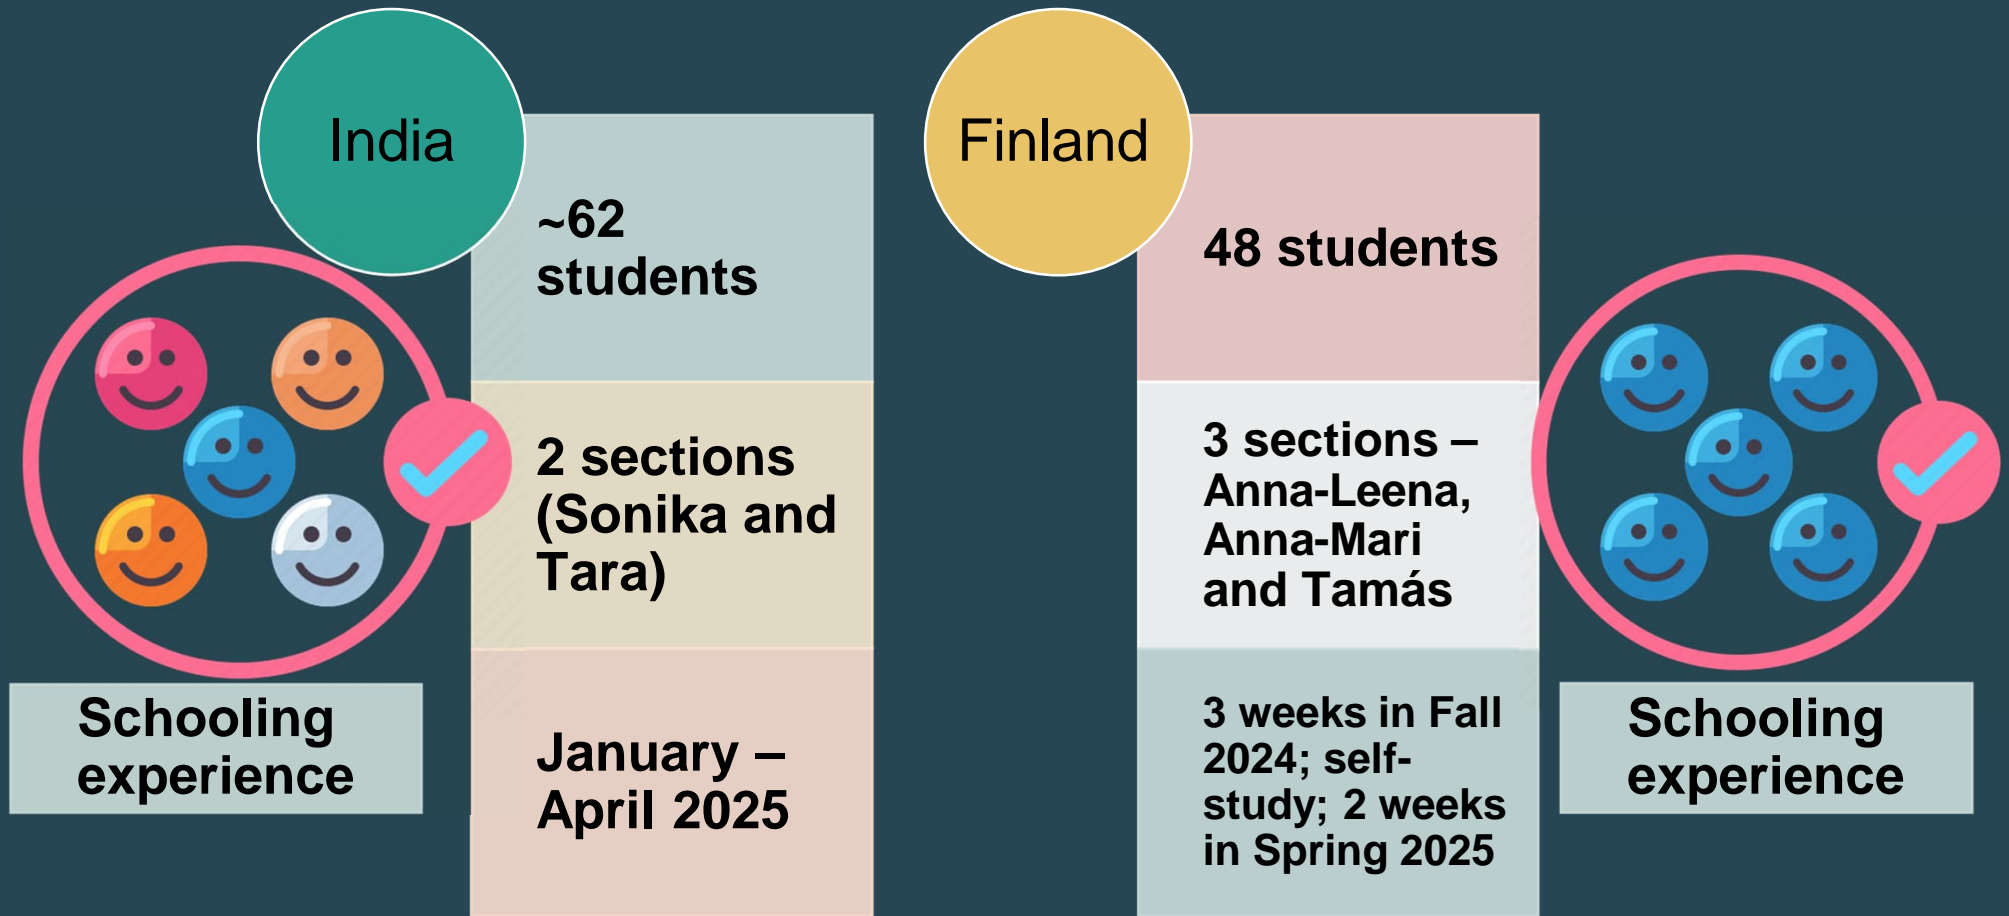 India
~62
students
2 sections
(Sonika and
Tara)
January –
April 2025
Schooling
experience
Finland
48 students
3 sections –
Anna-Leena,
Anna-Mari
and Tamás
3 weeks in Fall
2024; self-
study; 2 weeks
in Spring 2025
Schooling
experience